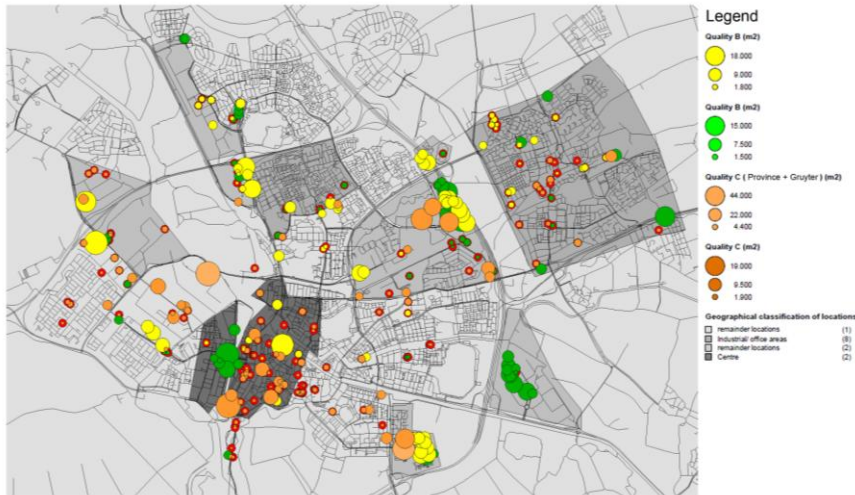 Legend
Quality B (m2)
18.000
9.000
1.800
Quality B (m2)
15.000
7.500
1.500
Quality C ( Province + Gruyter ) (m2)
44.000
22.000
4.400
Quality C (m2)
19.000
9.500
1.900
Geographical classification of locations
remainder locations (1)
Industrial/ office areas (8)
remainder locations (2)
Centre (2)